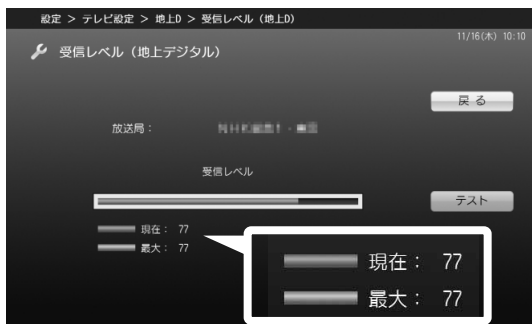 設定 > テレビ設定 > 地上D > 受信レベル（地上D）
11/16(木) 10:10
受信レベル（地上デジタル）
戻る
放送局：
受信レベル
テスト
現在： 77
最大： 77
現在： 77
最大： 77